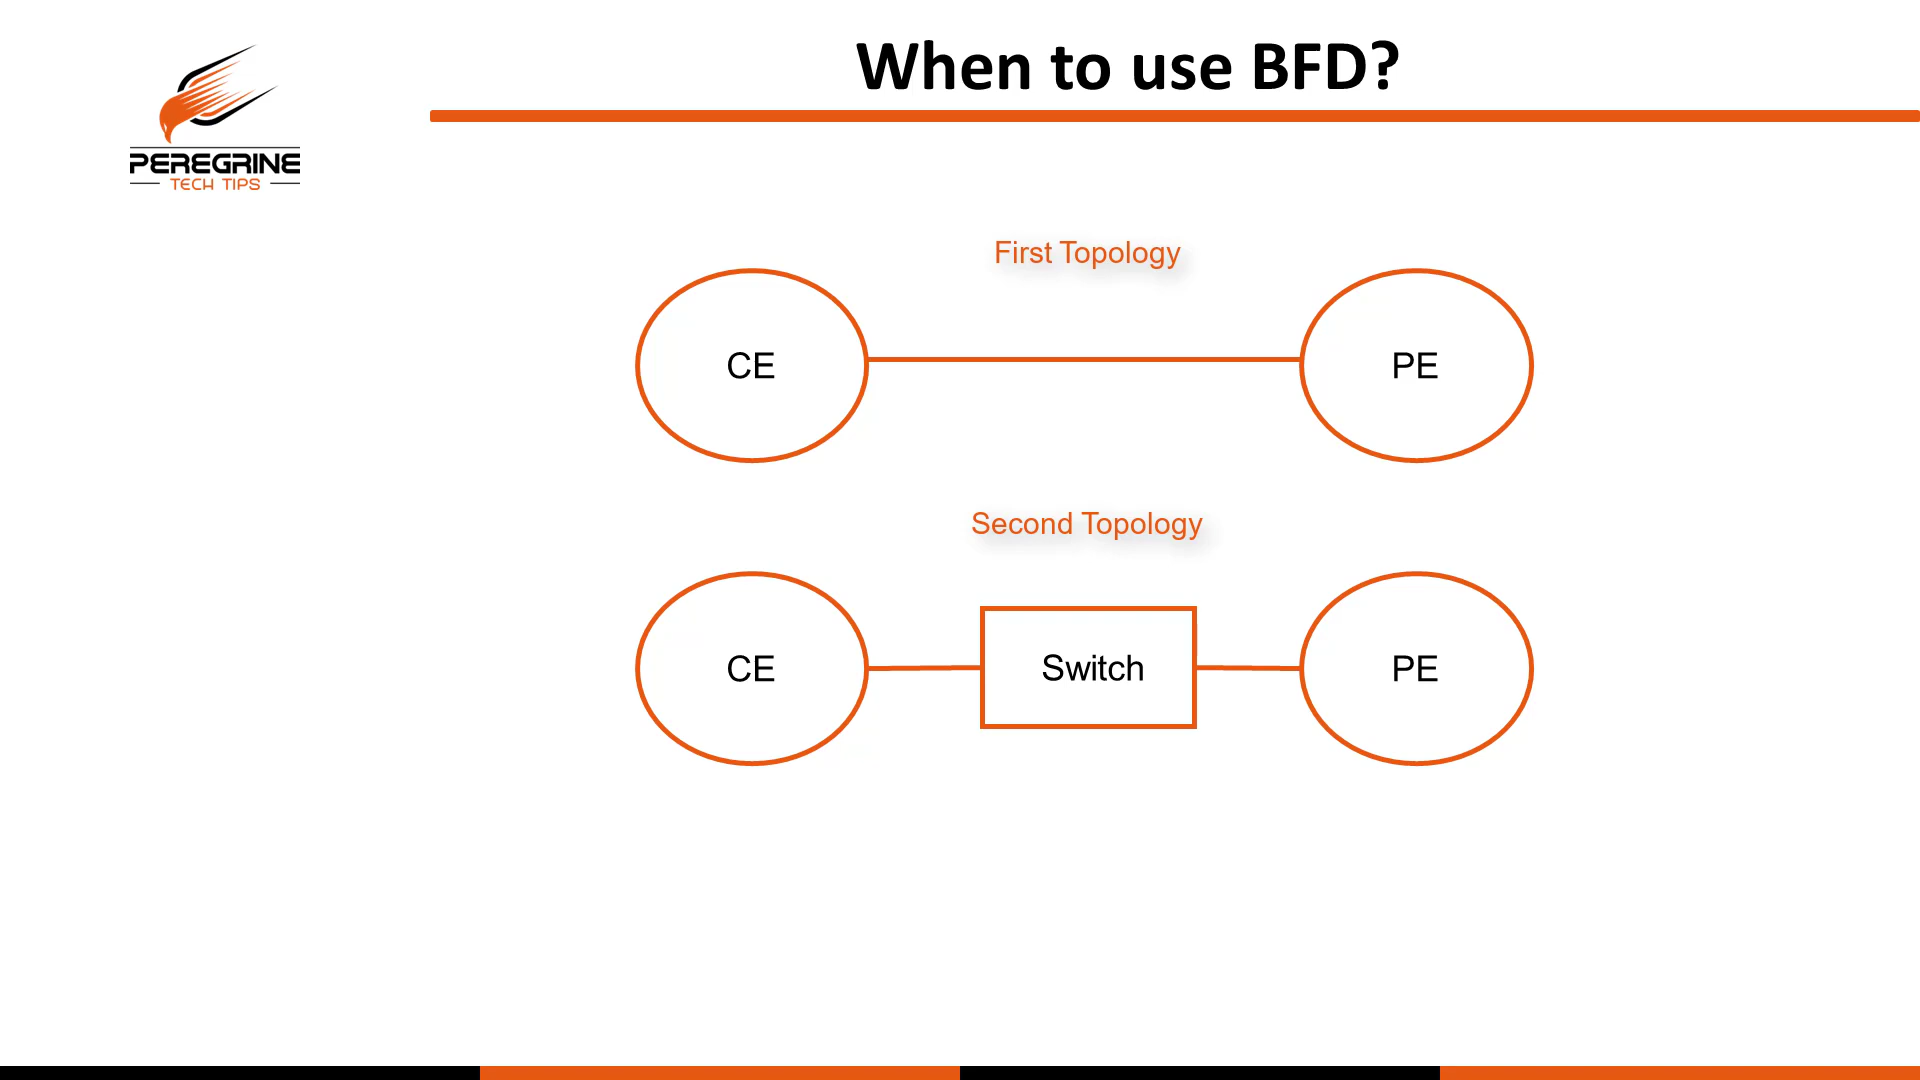 When to use BFD?
PEREGRINE
TECH TIPS
First Topology
CE
PE
Second Topology
CE
Switch
PE